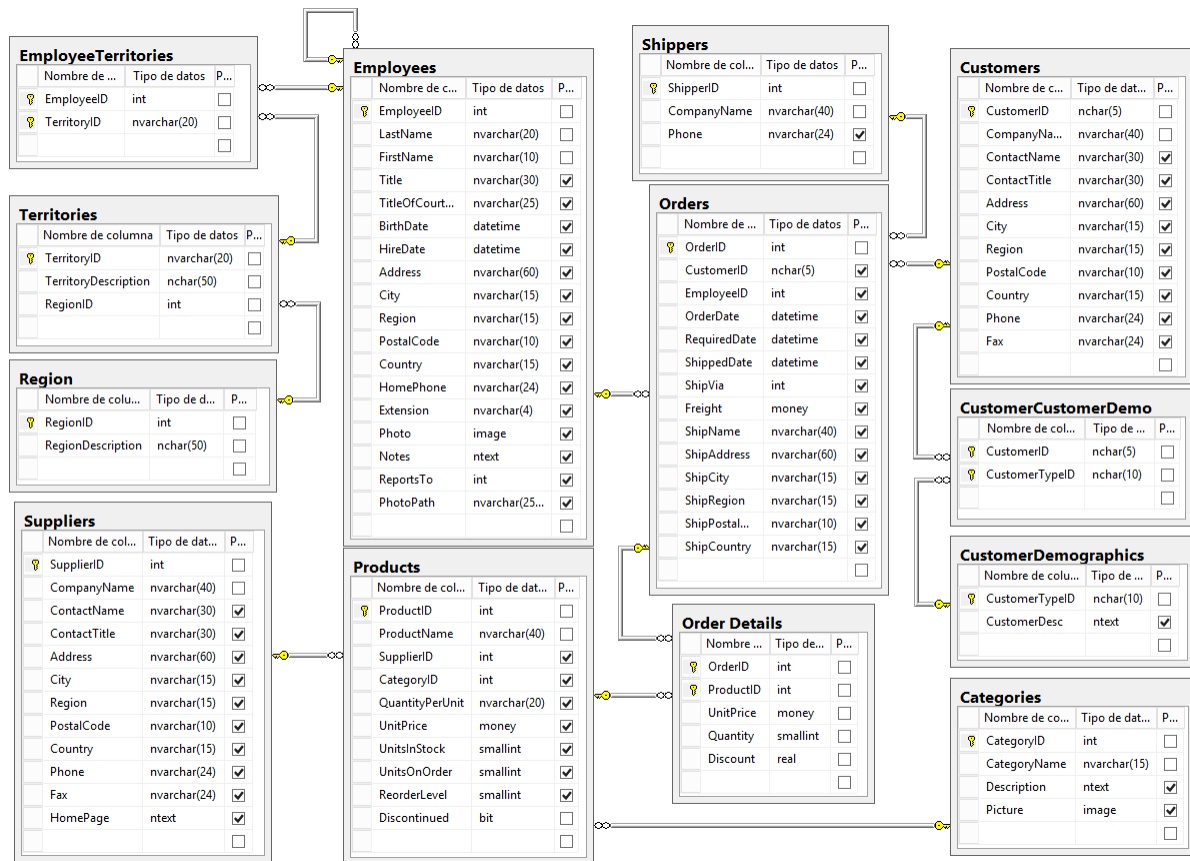 EmployeeTerritories
Nombre de ... Tipo de datos P...
EmployeeID int
TerritoryID nvarchar(20)
Territories
Nombre de columna Tipo de datos P...
TerritoryID nvarchar(20)
TerritoryDescription nchar(50)
RegionID int
Region
Nombre de colu... Tipo de d... P...
RegionID int
RegionDescription nchar(50)
Suppliers
Nombre de col... Tipo de dat... P...
SupplierID int
CompanyName nvarchar(40)
ContactName nvarchar(30)
ContactTitle nvarchar(30)
Address nvarchar(60)
City nvarchar(15)
Region nvarchar(15)
PostalCode nvarchar(10)
Country nvarchar(15)
Phone nvarchar(24)
Fax nvarchar(24)
HomePage ntext
Employees
Nombre de c... Tipo de datos P...
EmployeeID int
LastName nvarchar(20)
FirstName nvarchar(10)
Title nvarchar(30)
TitleOfCourt... nvarchar(25)
BirthDate datetime
HireDate datetime
Address nvarchar(60)
City nvarchar(15)
Region nvarchar(15)
PostalCode nvarchar(10)
Country nvarchar(15)
HomePhone nvarchar(24)
Extension nvarchar(4)
Photo image
Notes ntext
ReportsTo int
PhotoPath nvarchar(25...
Products
Nombre de col... Tipo de dat... P...
ProductID int
ProductName nvarchar(40)
SupplierID int
CategoryID int
QuantityPerUnit nvarchar(20)
UnitPrice money
UnitsInStock smallint
UnitsOnOrder smallint
ReorderLevel smallint
Discontinued bit
Shippers
Nombre de col... Tipo de datos P...
ShipperID int
CompanyName nvarchar(40)
Phone nvarchar(24)
Orders
Nombre de ... Tipo de datos P...
OrderID int
CustomerID nchar(5)
EmployeeID int
OrderDate datetime
RequiredDate datetime
ShippedDate datetime
ShipVia int
Freight money
ShipName nvarchar(40)
ShipAddress nvarchar(60)
ShipCity nvarchar(15)
ShipRegion nvarchar(15)
ShipPostal... nvarchar(10)
ShipCountry nvarchar(15)
Order Details
Nombre ... Tipo de... P...
OrderID int
ProductID int
UnitPrice money
Quantity smallint
Discount real
Customers
Nombre de c... Tipo de dat... P...
CustomerID nchar(5)
CompanyNa... nvarchar(40)
ContactName nvarchar(30)
ContactTitle nvarchar(30)
Address nvarchar(60)
City nvarchar(15)
Region nvarchar(15)
PostalCode nvarchar(10)
Country nvarchar(15)
Phone nvarchar(24)
Fax nvarchar(24)
CustomerCustomerDemo
Nombre de col... Tipo de ... P...
CustomerID nchar(5)
CustomerTypeID nchar(10)
CustomerDemographics
Nombre de colu... Tipo de ... P...
CustomerTypeID nchar(10)
CustomerDesc ntext
Categories
Nombre de co... Tipo de dat... P...
CategoryID int
CategoryName nvarchar(15)
Description ntext
Picture image